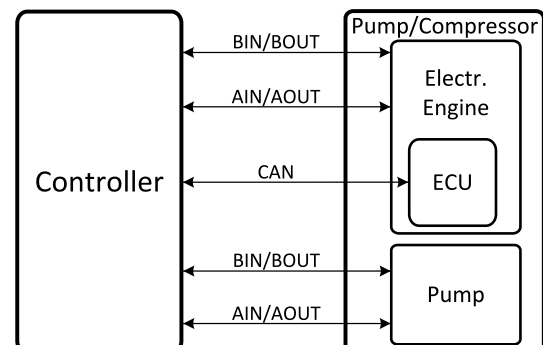 Pump/Compressor
BIN/BOUT
Electr.
Engine
AIN/AOUT
Controller
CAN
ECU
BIN/BOUT
Pump
AIN/AOUT